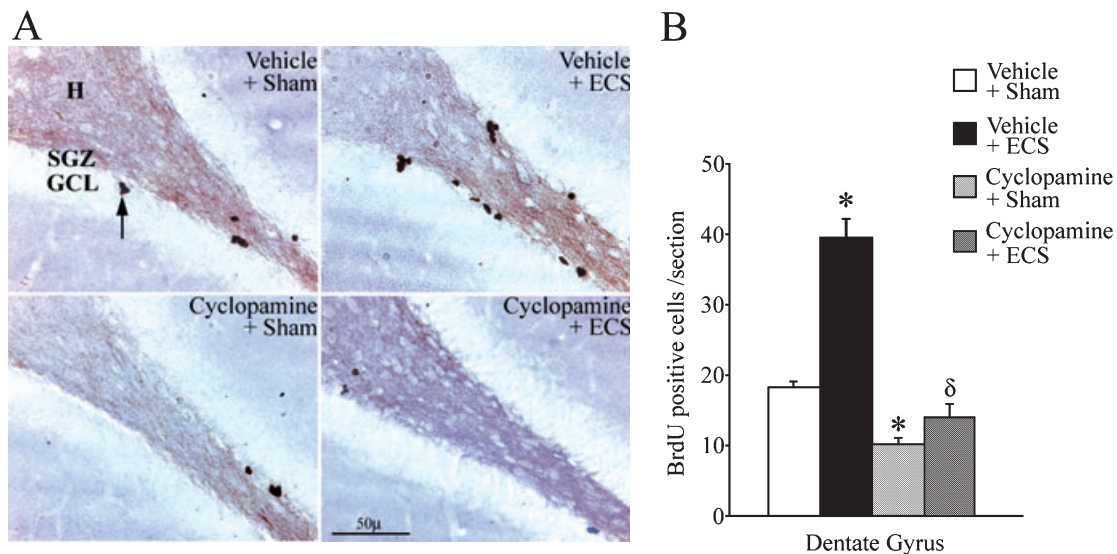 A
Vehicle
+ Sham
H
SGZ
GCL
Vehicle
+ ECS
Cyclopamine
+ Sham
Cyclopamine
+ ECS
50μ
B
Vehicle
+ Sham
Vehicle
+ ECS
Cyclopamine
+ Sham
Cyclopamine
+ ECS
BrdU positive cells /section
50
40
30
20
10
0
*
*
δ
Dentate Gyrus